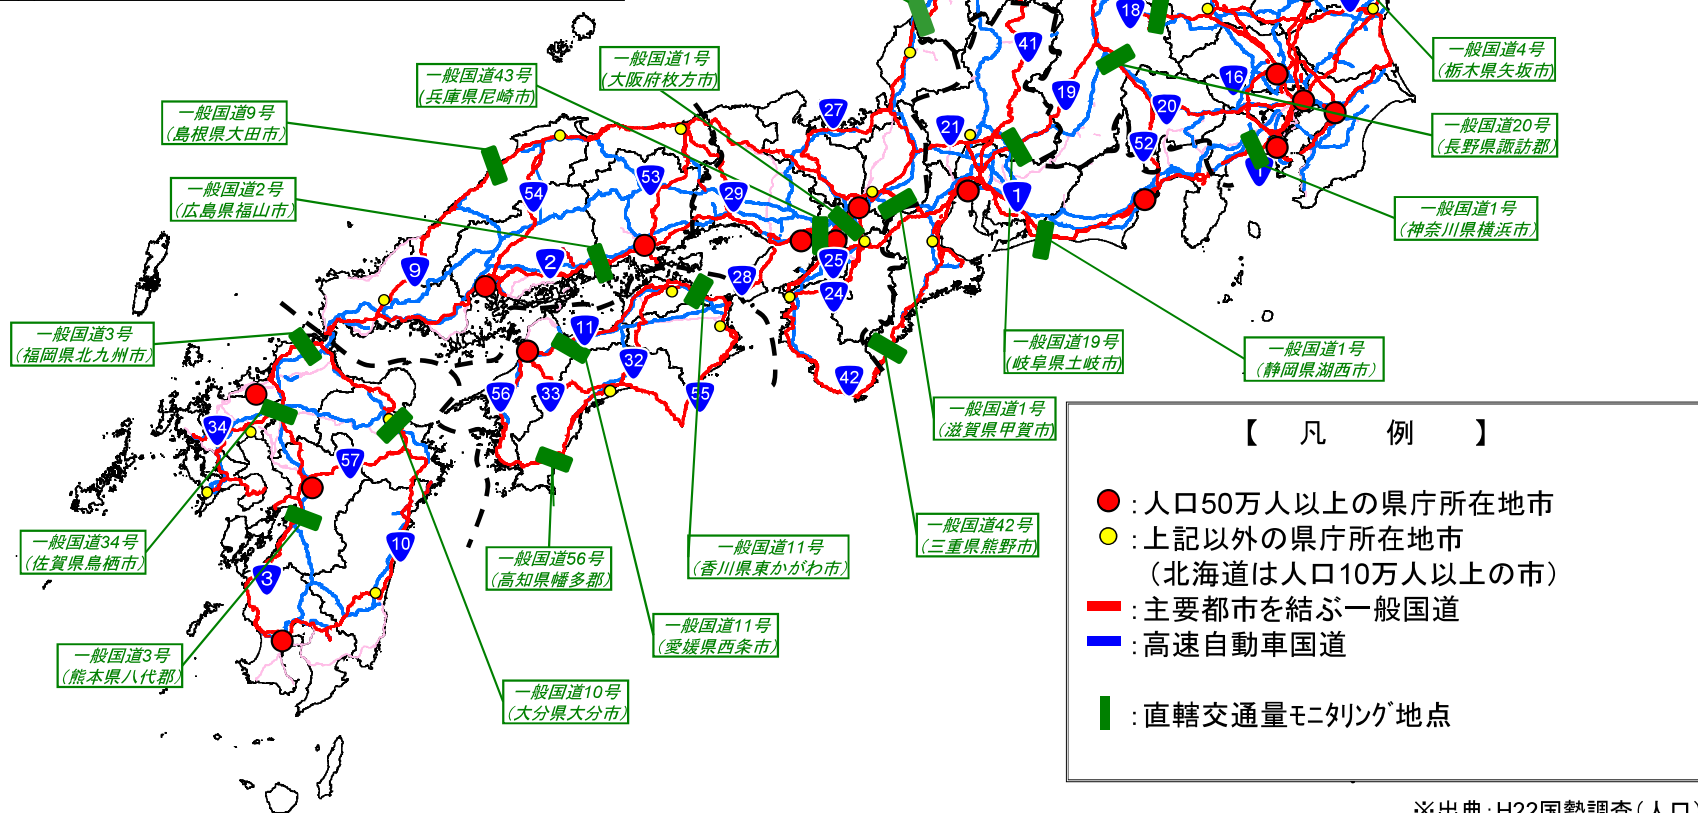 18
41
一般国道1号
(大阪府枚方市)
一般国道43号
(兵庫県尼崎市)
一般国道4号
(栃木県矢坂市)
16
19
20
27
一般国道9号
(島根県大田市)
21
一般国道20号
(長野県諏訪郡)
52
1
53
54
29
1
一般国道2号
(広島県福山市)
一般国道1号
(神奈川県横浜市)
9
2
25
28
24
一般国道3号
(福岡県北九州市)
11
32
一般国道19号
(岐阜県土岐市)
一般国道1号
(静岡県湖西市)
42
56
33
55
一般国道1号
(滋賀県甲賀市)
34
57
【 凡 例 】
:人口50万人以上の県庁所在地市
:上記以外の県庁所在地市
(北海道は人口10万人以上の市)
:主要都市を結ぶ一般国道
:高速自動車国道
:直轄交通量ﾓﾆﾀﾘﾝｸﾞ地点
一般国道34号
(佐賀県鳥栖市)
10
3
一般国道56号
(高知県幡多郡)
一般国道11号
(香川県東かがわ市)
一般国道42号
(三重県熊野市)
一般国道11号
(愛媛県西条市)
一般国道3号
(熊本県八代郡)
一般国道10号
(大分県大分市)
※出典:H22国勢調査(人口)